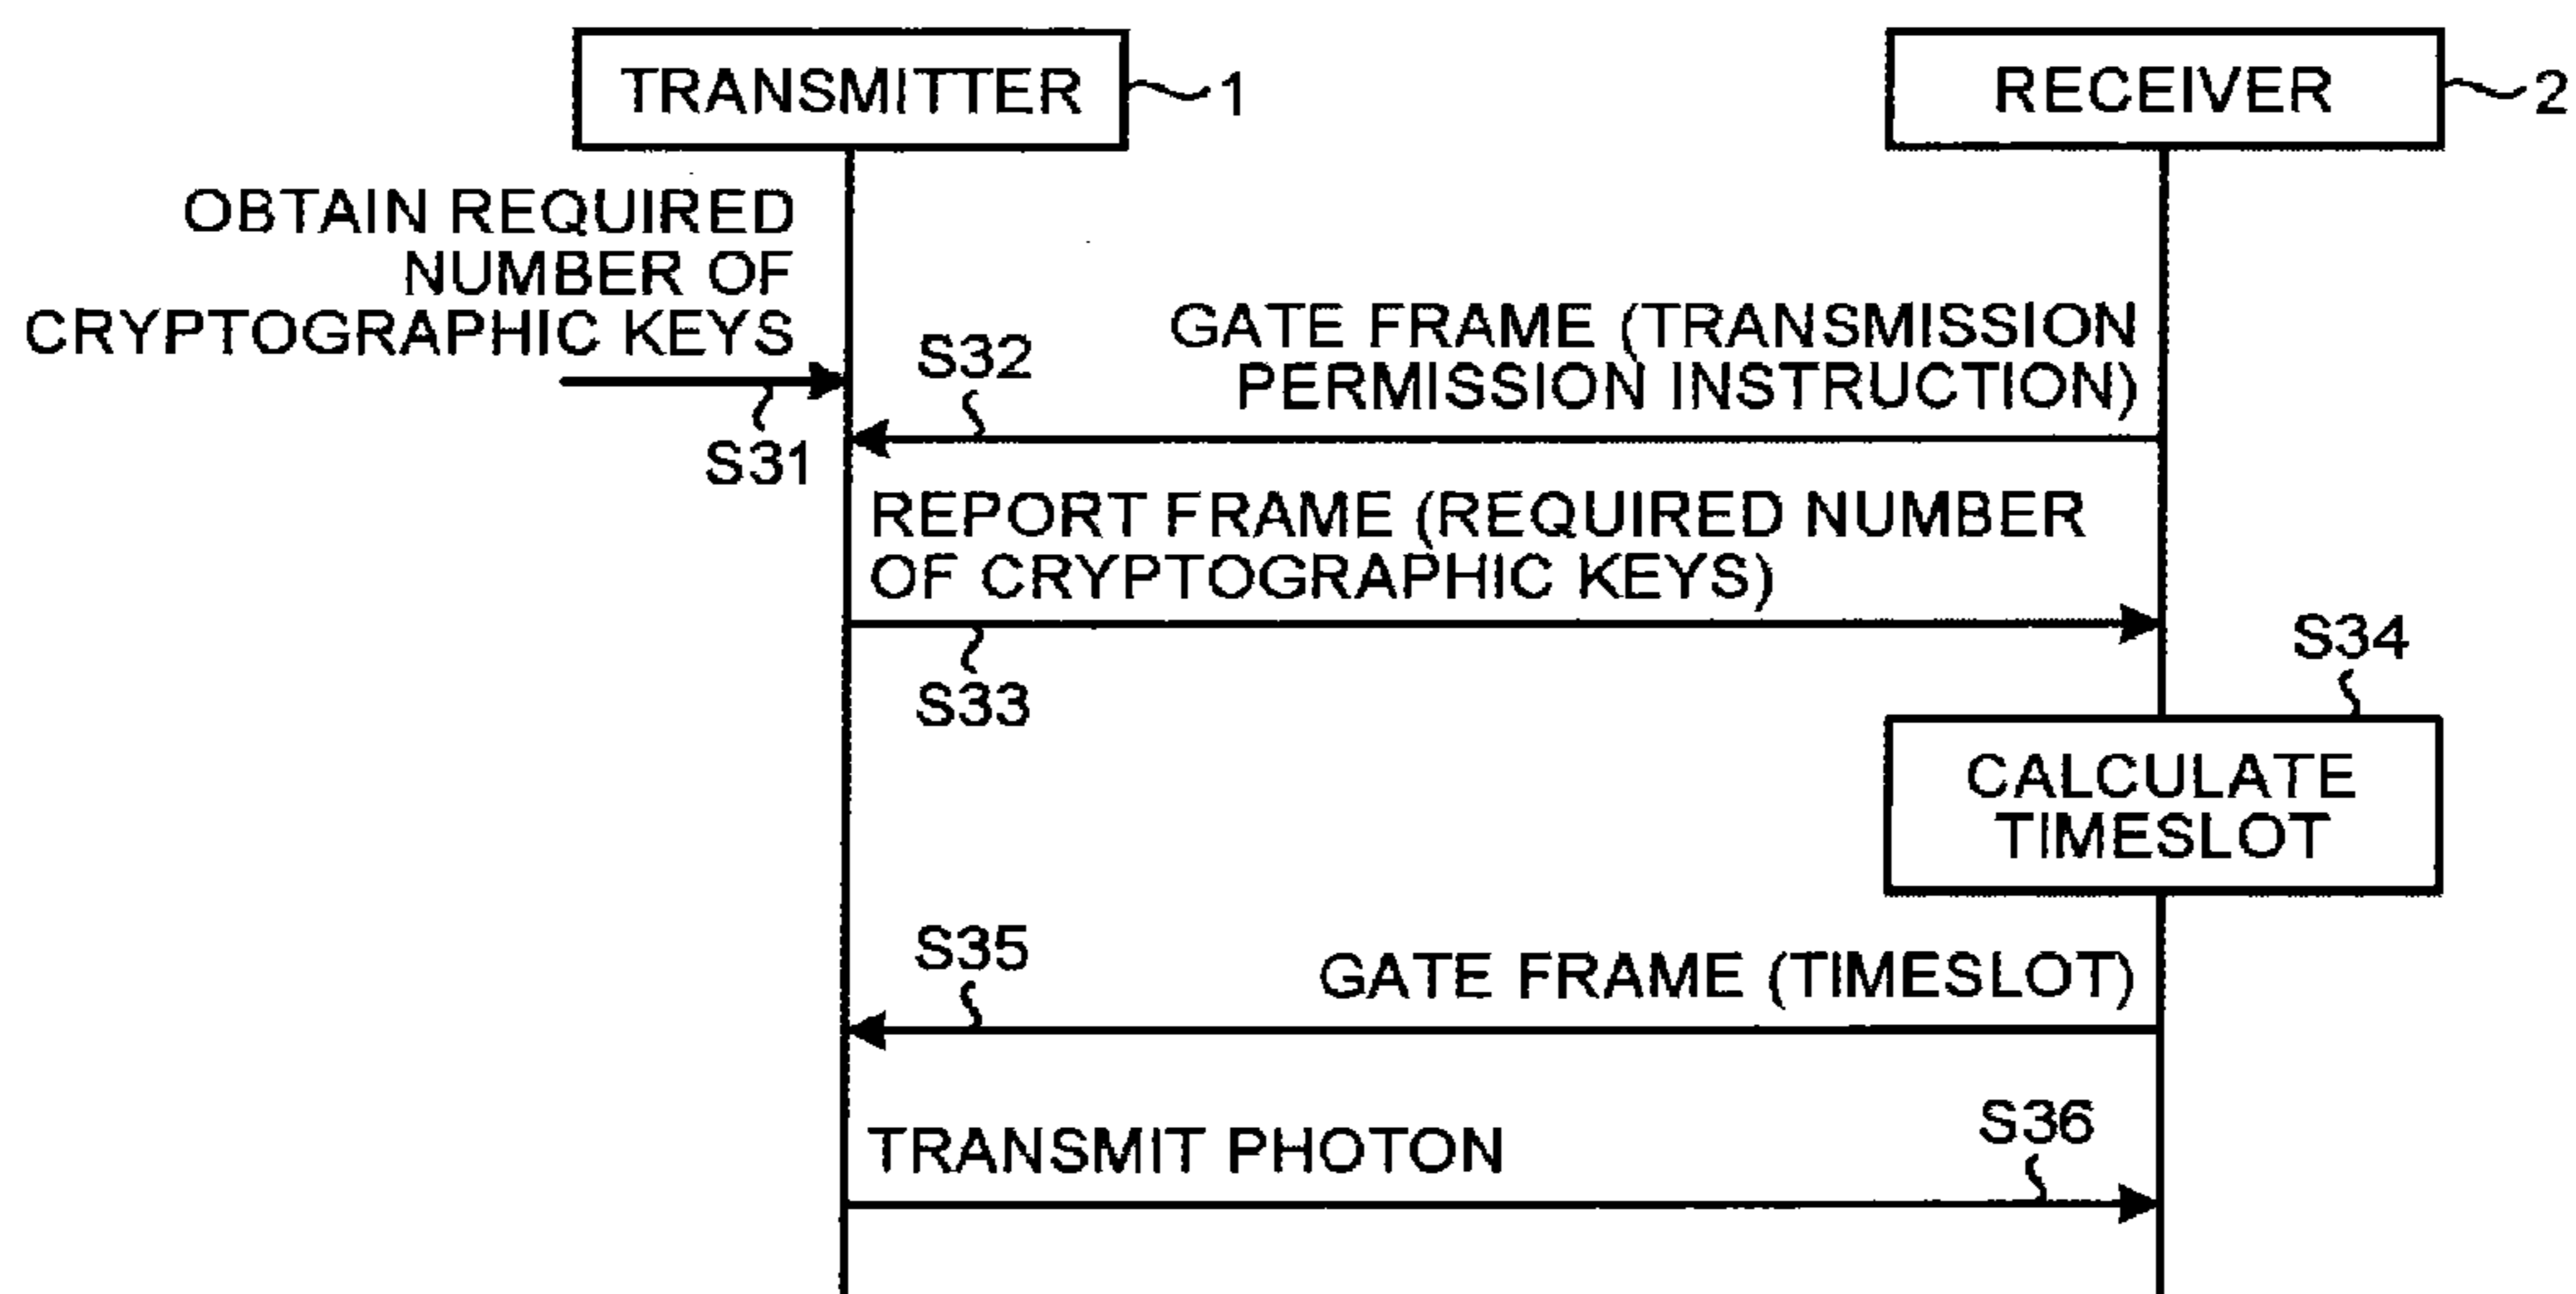 TRANSMITTER
1
RECEIVER
2
OBTAIN REQUIRED
NUMBER OF
CRYPTOGRAPHIC KEYS
S31
S32
GATE FRAME (TRANSMISSION
PERMISSION INSTRUCTION)
REPORT FRAME (REQUIRED NUMBER
OF CRYPTOGRAPHIC KEYS)
S33
S34
CALCULATE
TIMESLOT
S35
GATE FRAME (TIMESLOT)
TRANSMIT PHOTON
S36